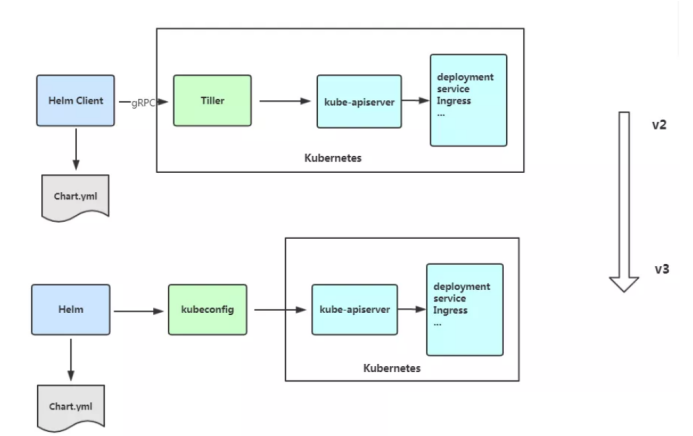 Helm Client
gRPC
Tiller
kube-apiserver
deployment
service
Ingress
...
Kubernetes
Chart.yml
v2
v3
Helm
kubeconfig
kube-apiserver
deployment
service
Ingress
...
Kubernetes
Chart.yml